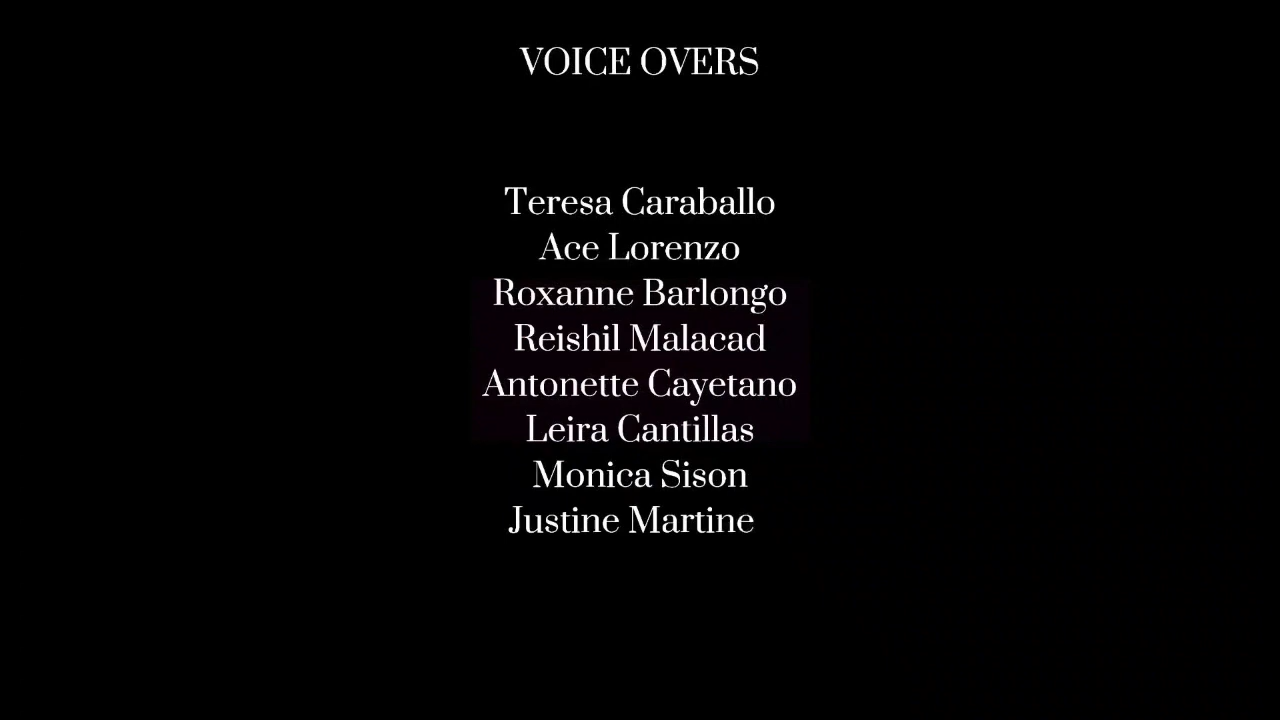 VOICE OVERS
Teresa Caraballo
Ace Lorenzo
Roxanne Barlongo
Reishil Malacad
Antonette Cayetano
Leira Cantillas
Monica Sison
Justine Martine